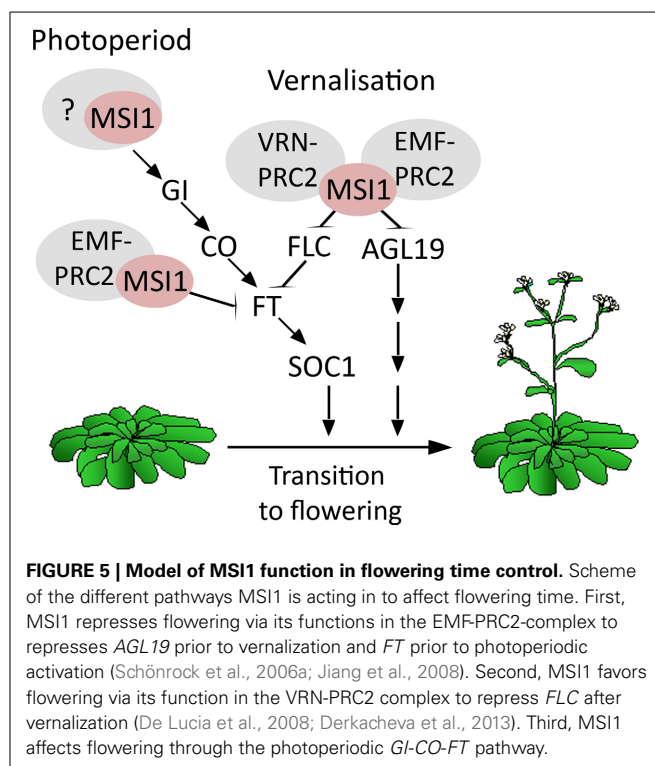 Photoperiod
Vernalisation
? MSI1
VRN-
PRC2
EMF-
PRC2
MSI1
GI
CO
FLC AGL19
EMF-
PRC2 MSI1
FT
SOC1
Transition
to flowering
FIGURE 5 | Model of MSI1 function in flowering time control. Scheme
of the different pathways MSI1 is acting in to affect flowering time. First,
MSI1 represses flowering via its functions in the EMF-PRC2-complex to
represses AGL19 prior to vernalization and FT prior to photoperiodic
activation (Schönrock et al., 2006a; Jiang et al., 2008). Second, MSI1 favors
flowering via its function in the VRN-PRC2 complex to repress FLC after
vernalization (De Lucia et al., 2008; Derkacheva et al., 2013). Third, MSI1
affects flowering through the photoperiodic GI-CO-FT pathway.